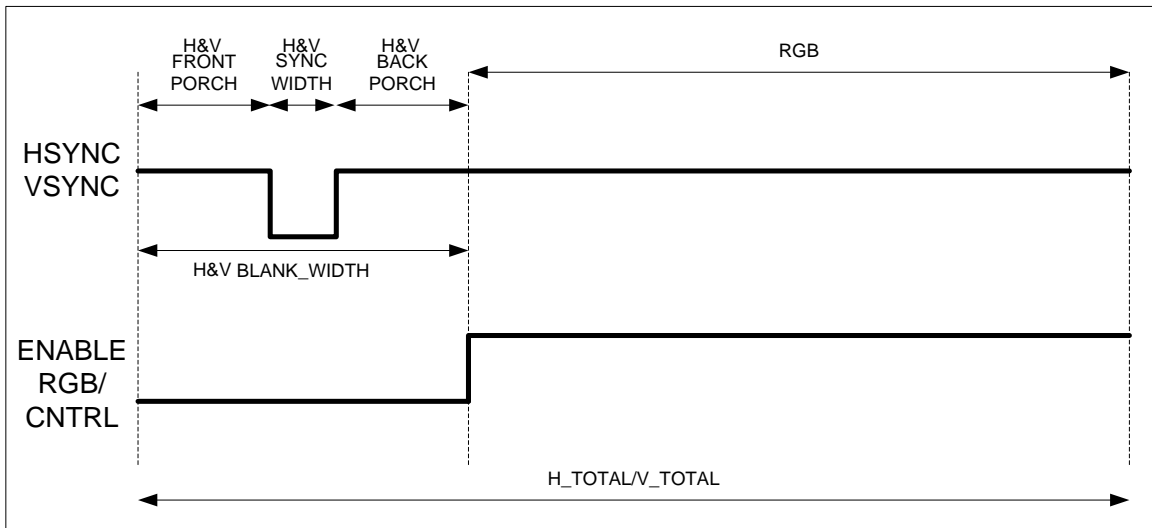 H&V
FRONT
PORCH
H&V
SYNC
WIDTH
H&V
BACK
PORCH
RGB
HSYNC
VSYNC
H&V BLANK_WIDTH
ENABLE
RGB/
CNTRL
H_TOTAL/V_TOTAL